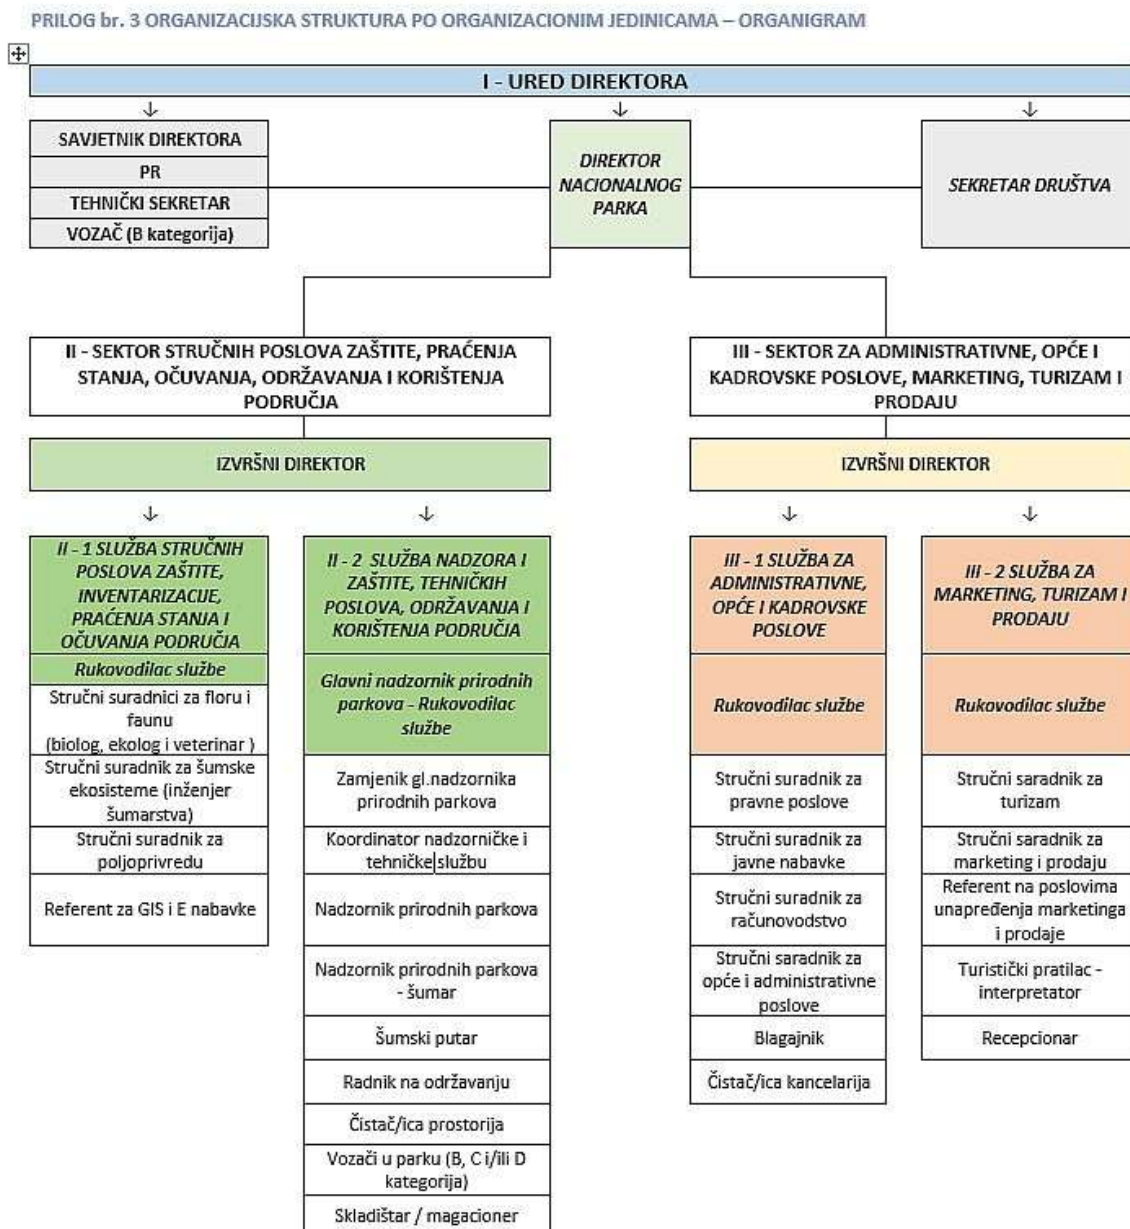 PRILOG br. 3 ORGANIZACIJSKA STRUKTURA PO ORGANIZACIONIM JEDINICAMA – ORGANIGRAM
I - URED DIREKTORA
SAVJETNIK DIREKTORA
PR
TEHNIČKI SEKRETAR
VOZAČ (B kategorija)
DIREKTOR
NACIONALNOG
PARKA
SEKRETAR DRUŠTVA
II - SEKTOR STRUČNIH POSLOVA ZAŠTITE, PRAĆENJA
STANJA, OČUVANJA, ODRŽAVANJA I KORIŠTENJA
PODRUČJA
IZVRŠNI DIREKTOR
III - SEKTOR ZA ADMINISTRATIVNE, OPĆE I
KADROVSKE POSLOVE, MARKETING, TURIZAM I
PRODAJU
IZVRŠNI DIREKTOR
II - 1 SLUŽBA STRUČNIH
POSLOVA ZAŠTITE,
INVENTARIZACIJE,
PRAĆENJA STANJA I
OČUVANJA PODRUČJA
Rukovodilac službe
Stručni suradnici za floru i
faunu
(biolog, ekolog i veterinar )
Stručni suradnik za šumske
ekosisteme (inženjer
šumarstva)
Stručni suradnik za
poljoprivredu
Referent za GIS i E nabavke
II - 2 SLUŽBA NADZORA I
ZAŠTITE, TEHNIČKIH
POSLOVA, ODRŽAVANJA I
KORIŠTENJA PODRUČJA
Glavni nadzornik prirodnih
parkova - Rukovodilac
službe
Zamjenik gl.nadzornika
prirodnih parkova
Koordinator nadzorničke i
tehničke službu
Nadzornik prirodnih parkova
Nadzornik prirodnih parkova
- šumar
Šumski putar
Radnik na održavanju
Čistač/ica prostorija
Vozači u parku (B, C i/ili D
kategorija)
Skladištar / magacioner
III - 1 SLUŽBA ZA
ADMINISTRATIVNE,
OPĆE I KADROVSKE
POSLOVE
Rukovodilac službe
Stručni suradnik za
pravne poslove
Stručni suradnik za
javne nabavke
Stručni suradnik za
računovodstvo
Stručni saradnik za
opće i administrativne
poslove
Blagajnik
Čistač/ica kancelarija
III - 2 SLUŽBA ZA
MARKETING, TURIZAM I
PRODAJU
Rukovodilac službe
Stručni saradnik za
turizam
Stručni saradnik za
marketing i prodaju
Referent na poslovima
unapređenja marketinga
i prodaje
Turistički pratilac -
interpretator
Recepcionar